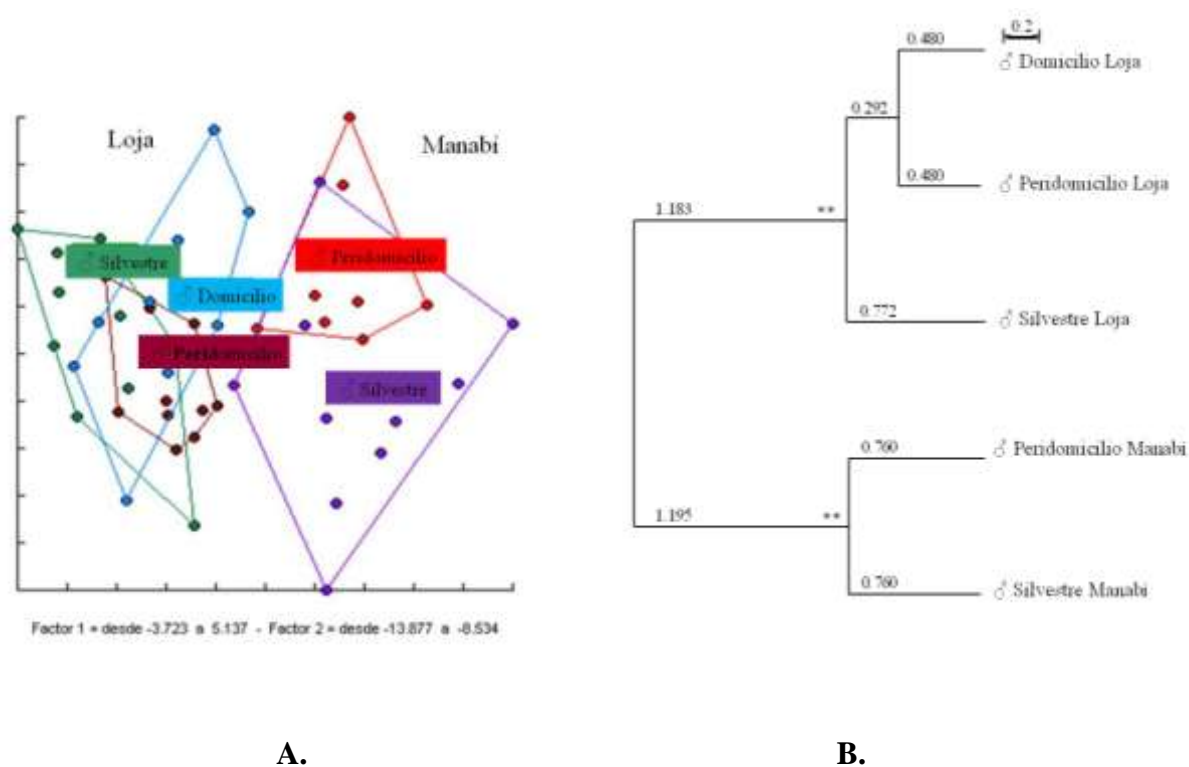 Loja
Manabí
♂ Silvestre
♂ Domicilio
♂ Peridomicilio
♂ Peridomicilio
♂ Silvestre
Factor 1 = desde -3.723 a 5.137 - Factor 2 = desde -13.877 a -8.534
A.
0.2
0.480
♂ Domicilio Loja
0.292
0.480
♂ Peridomicilio Loja
1.183
**
0.772
♂ Silvestre Loja
0.760
♂ Peridomicilio Manabi
1.195
**
0.760
♂ Silvestre Manabi
B.